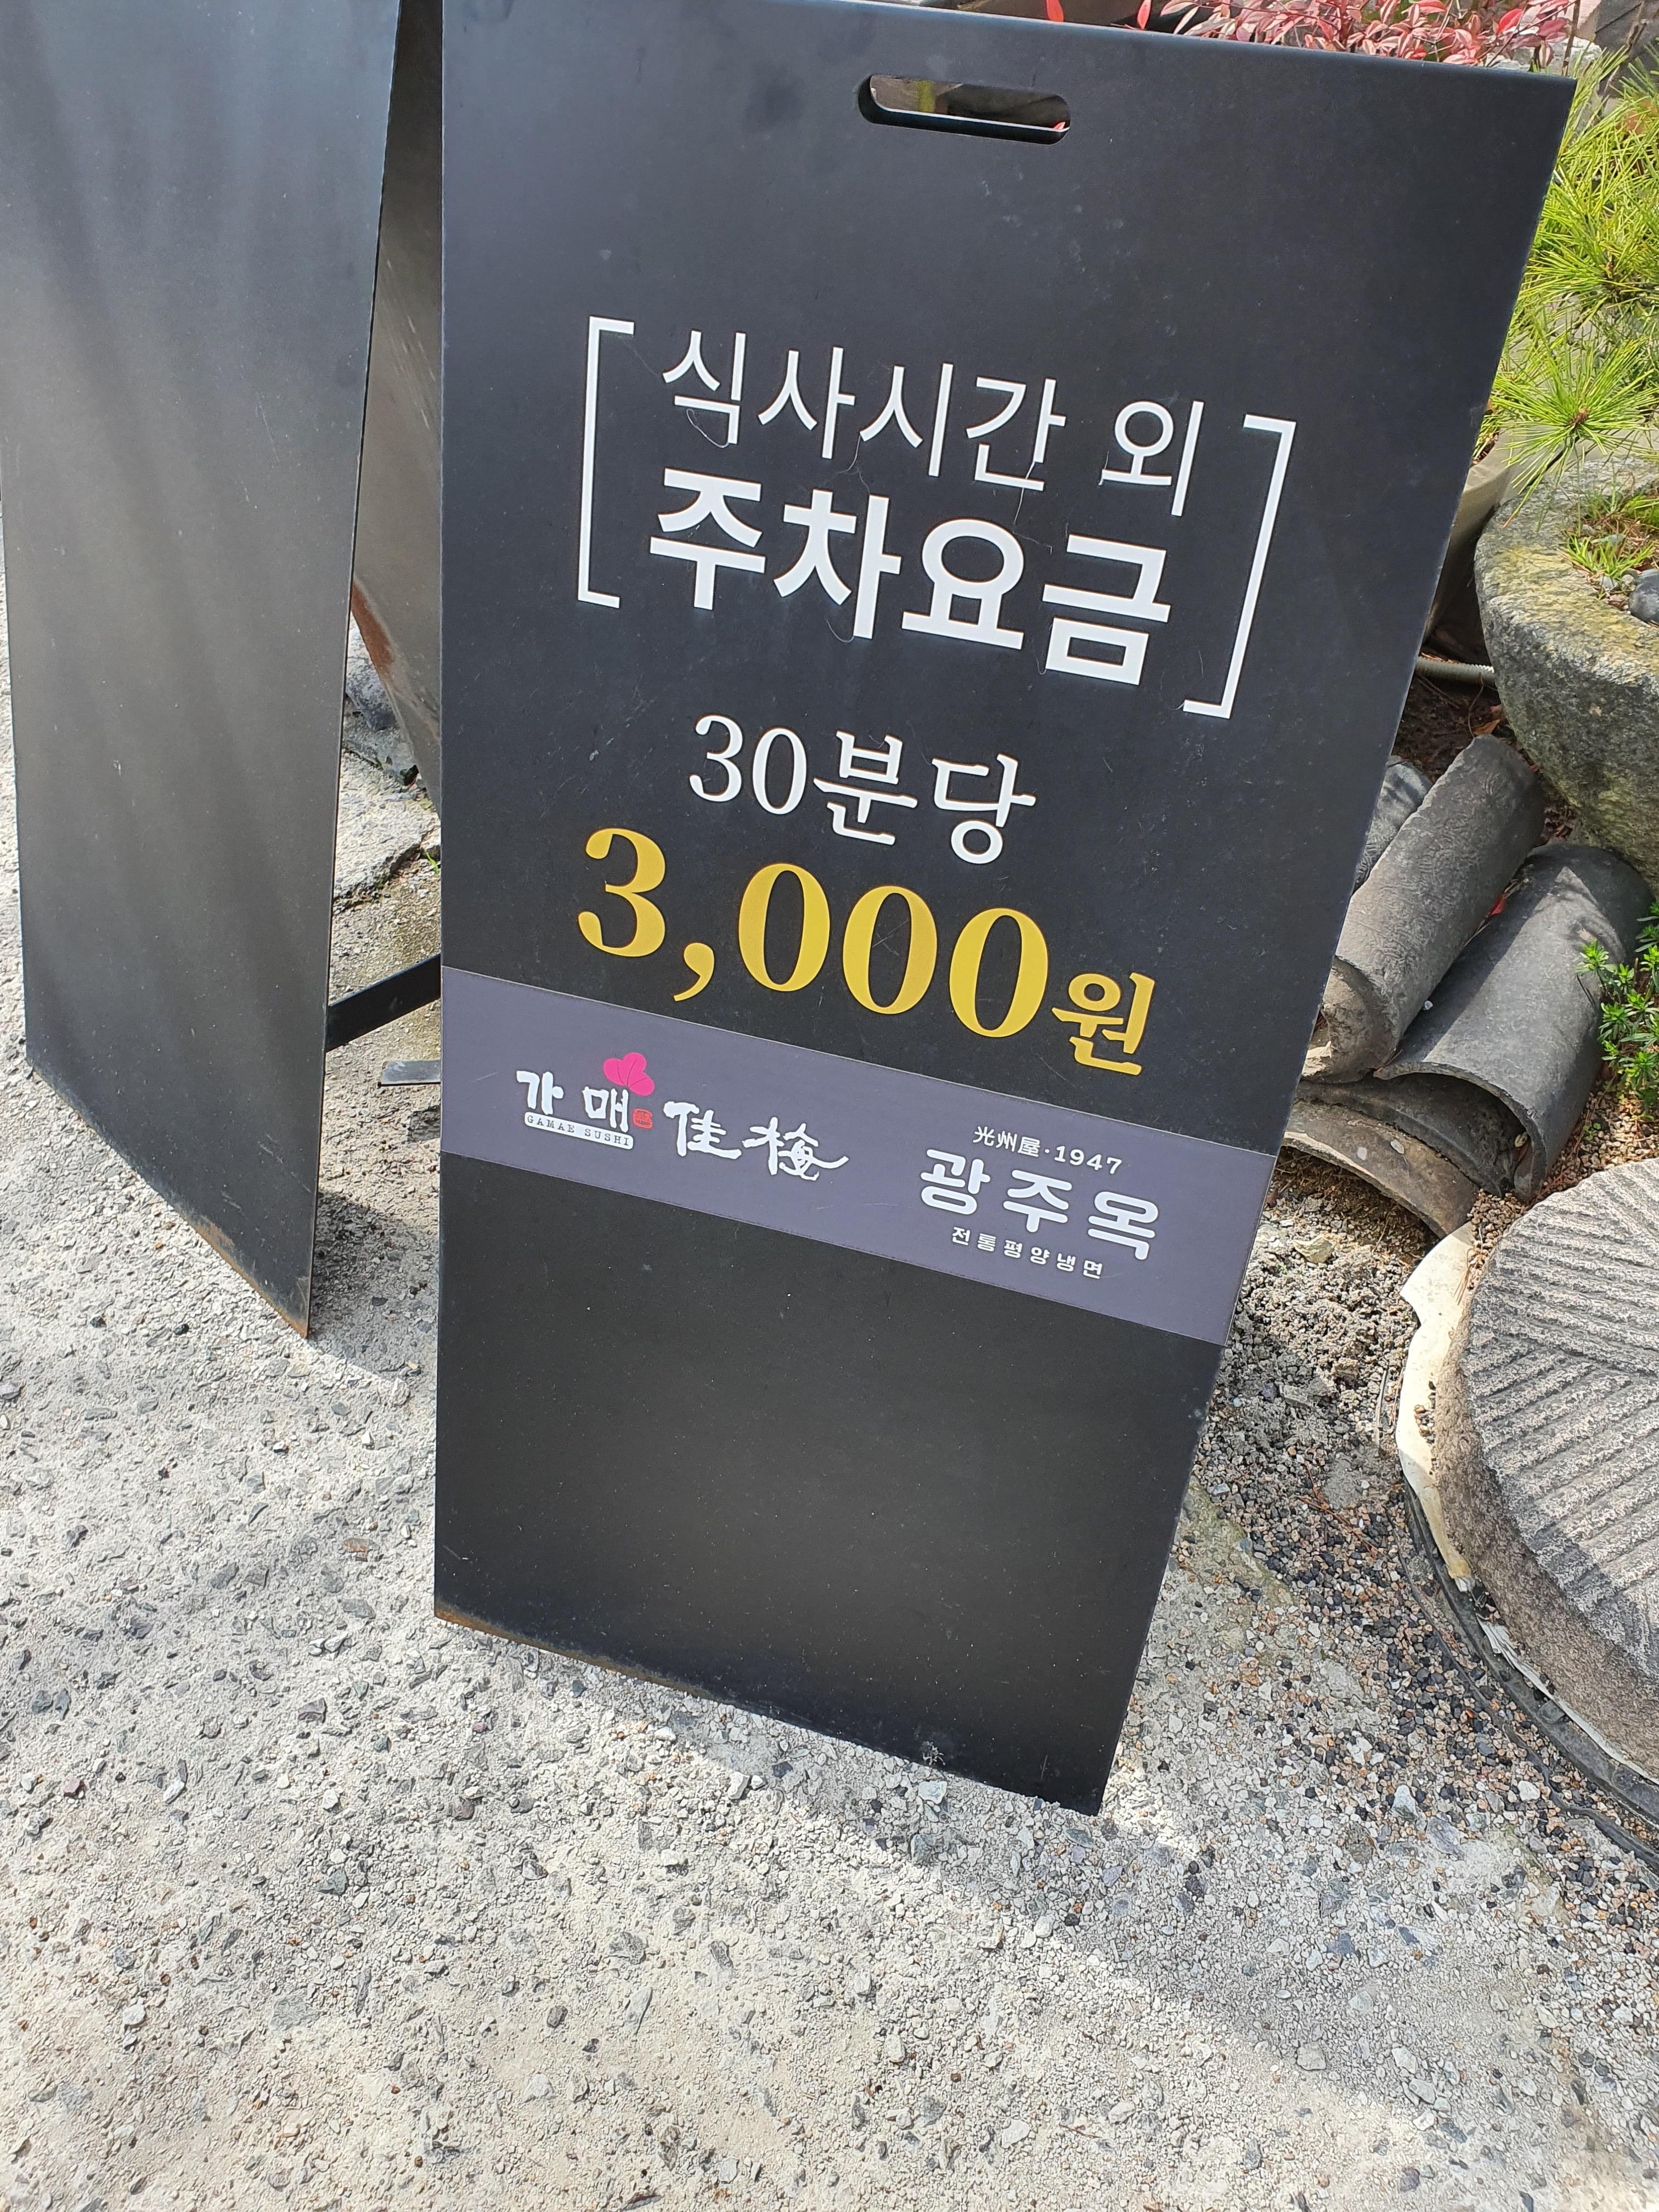 식사시간 외
주차요금
30분당
3,000원
가매
GAMAE SUSHI
佳梅
光州屋·1947
광주옥
전통평양냉면